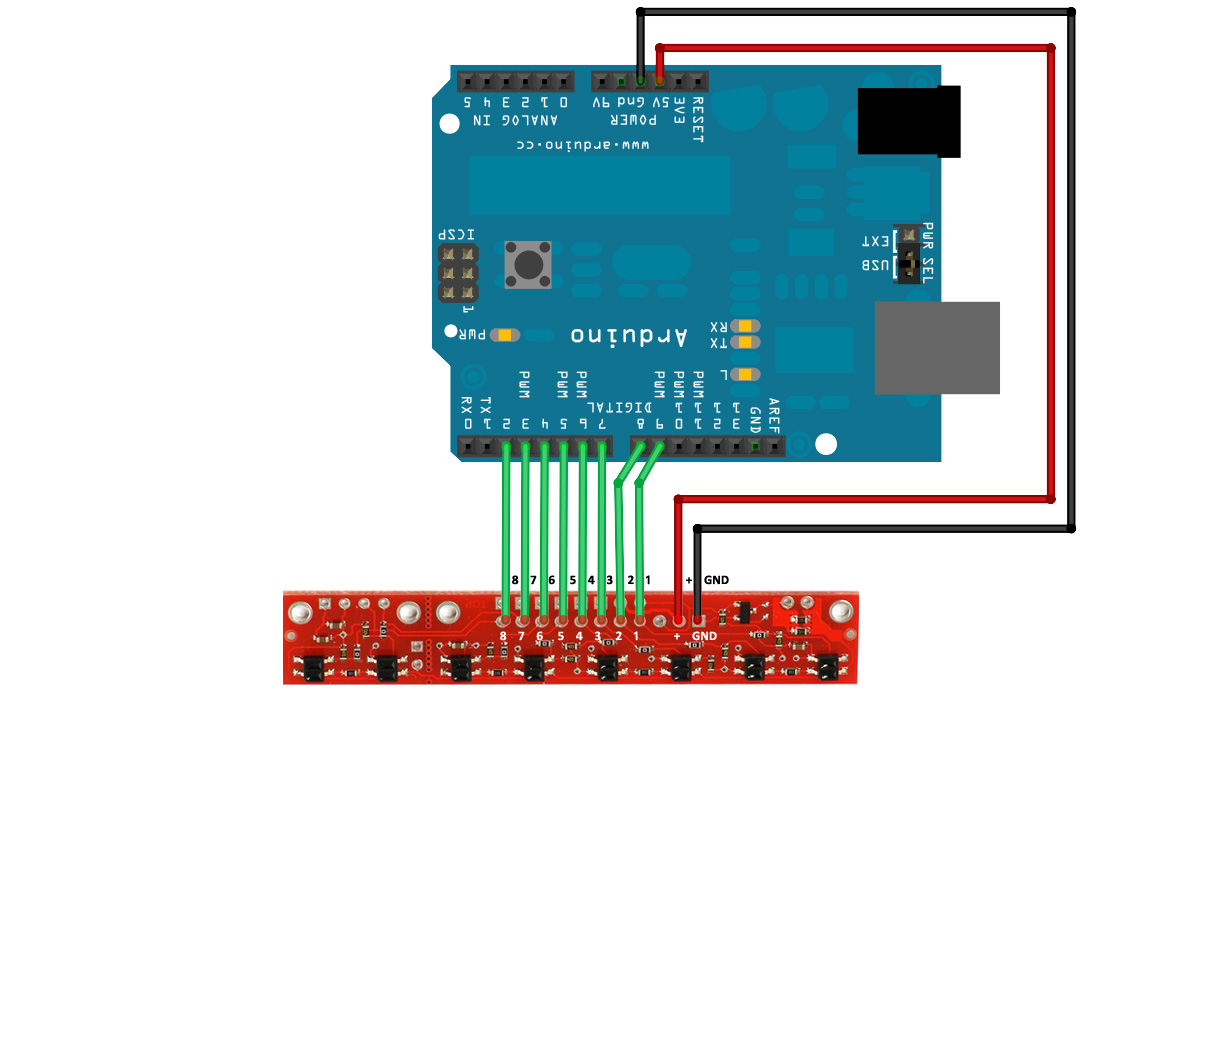 5 4 3 2 1 0
ANALOG IN
9V Gnd 5V 3V3 RESET
POWER
www.arduino.cc
ICSP
1
PWR
Arduino
EXT
USB
PWR SEL
RX
TX
L
PWM PWM PWM PWM PWM PWM
DIGITAL
RX 0 TX 1 2 3 4 5 6 7 8 9 10 11 12 13 GND AREF
8 7 6 5 4 3 2 1 + GND
TOP
8 7 6 5 4 3 2 1 + GND